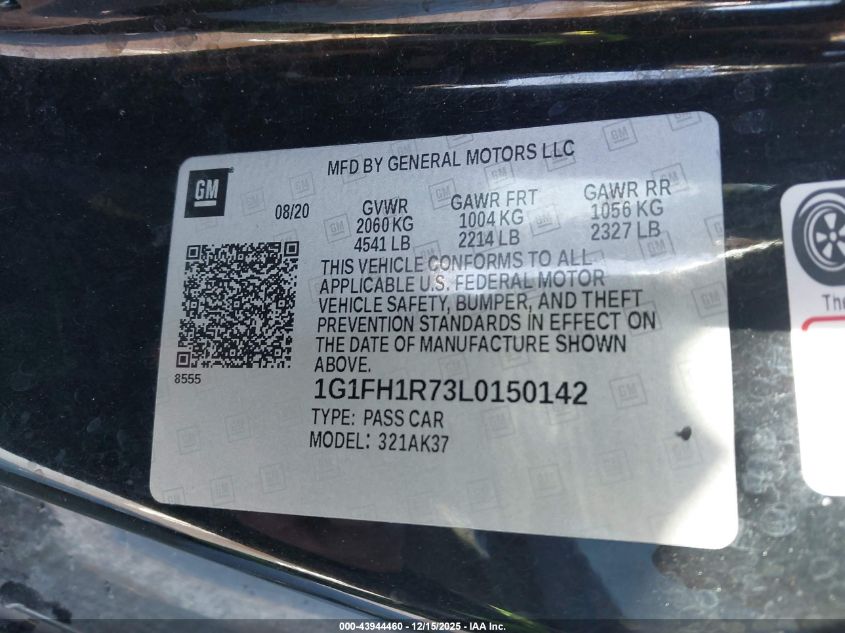 MFD BY GENERAL MOTORS LLC
GM
08/20
GVWR GAWR FRT GAWR RR
2060 KG 1004 KG 1056 KG
4541 LB 2214 LB 2327 LB
THIS VEHICLE CONFORMS TO ALL
APPLICABLE U.S. FEDERAL MOTOR
VEHICLE SAFETY, BUMPER, AND THEFT
PREVENTION STANDARDS IN EFFECT ON
THE DATE OF MANUFACTURE SHOWN
ABOVE.
8555
1G1FH1R73L0150142
TYPE: PASS CAR
MODEL: 321AK37
The
000-43944460 - 12/15/2025 - IAA Inc.